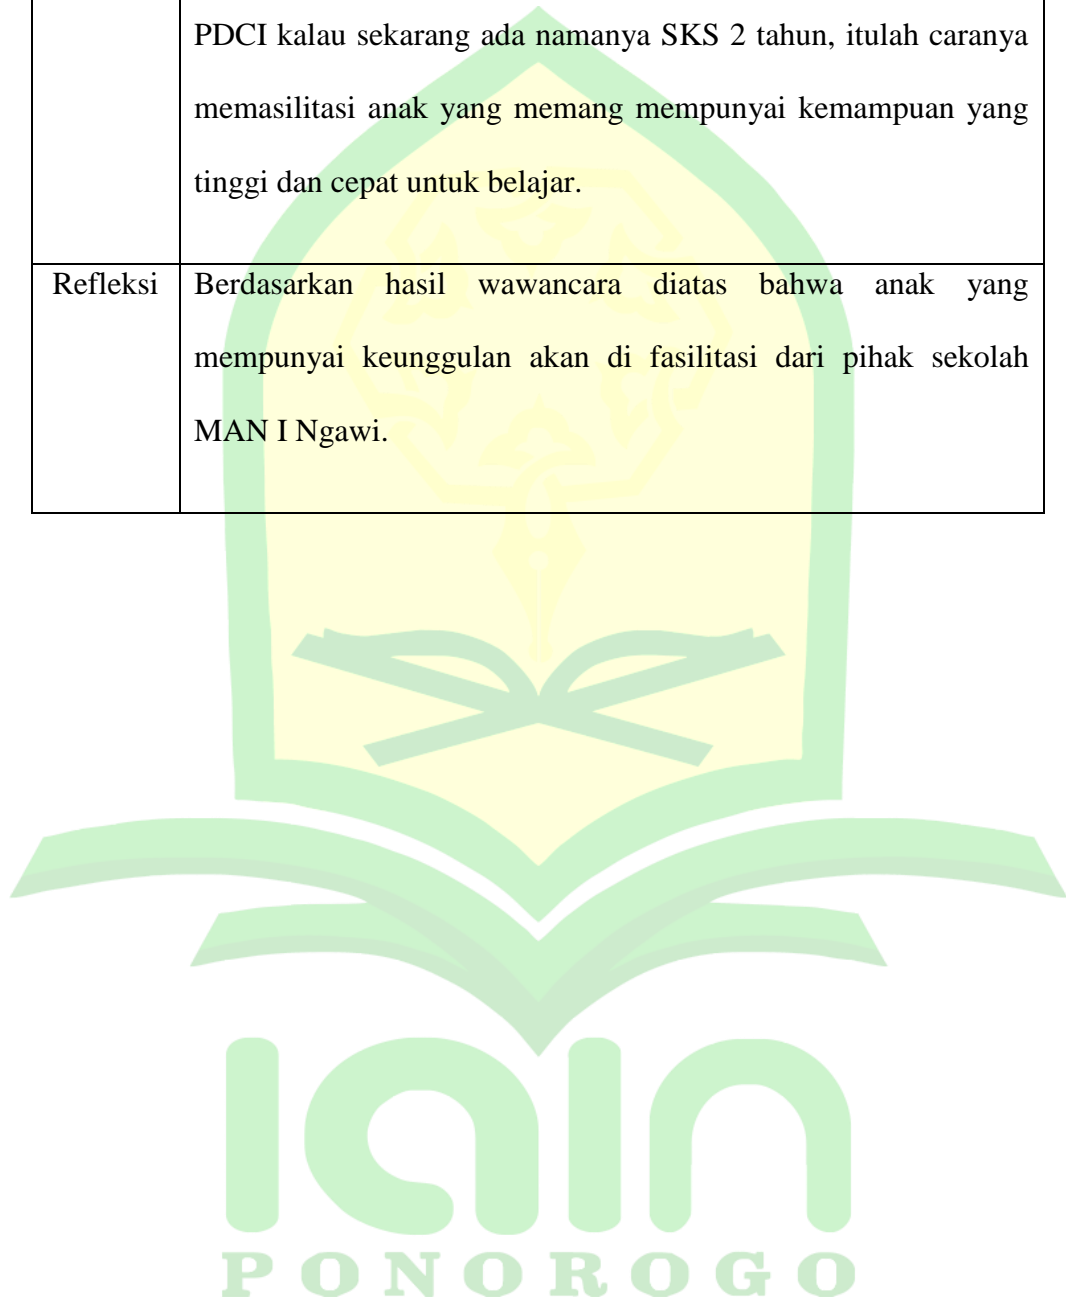 PDCI kalau sekarang ada namanya SKS 2 tahun, itulah caranya
memasilitasi anak yang memang mempunyai kemampuan yang
tinggi dan cepat untuk belajar.
Refleksi Berdasarkan hasil wawancara diatas bahwa anak yang
mempunyai keunggulan akan di fasilitasi dari pihak sekolah
MAN I Ngawi.
iain
PONOROGO